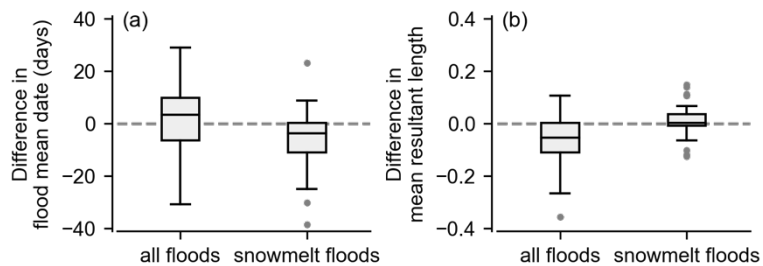 (a)
Difference in
flood mean date (days)
40
20
0
−20
−40
all floods
snowmelt floods
(b)
Difference in
mean resultant length
0.4
0.2
0.0
−0.2
−0.4
all floods
snowmelt floods